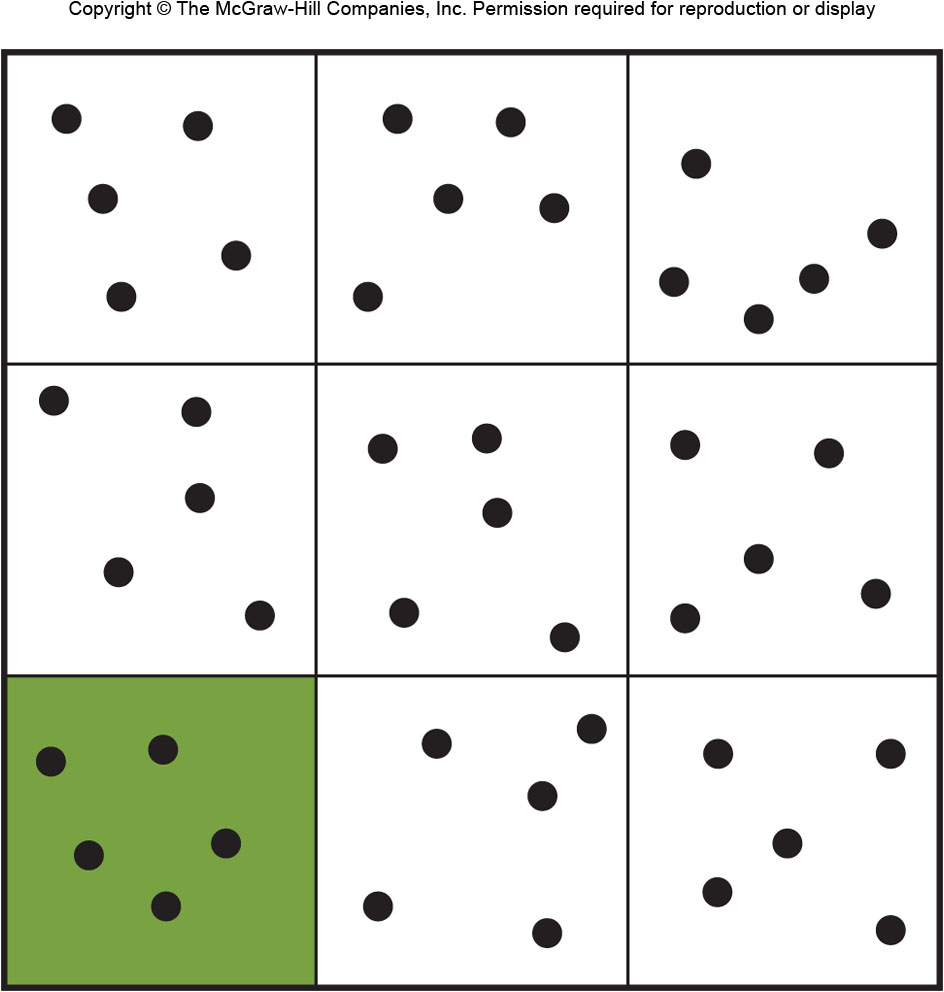 Copyright © The McGraw-Hill Companies, Inc. Permission required for reproduction or display